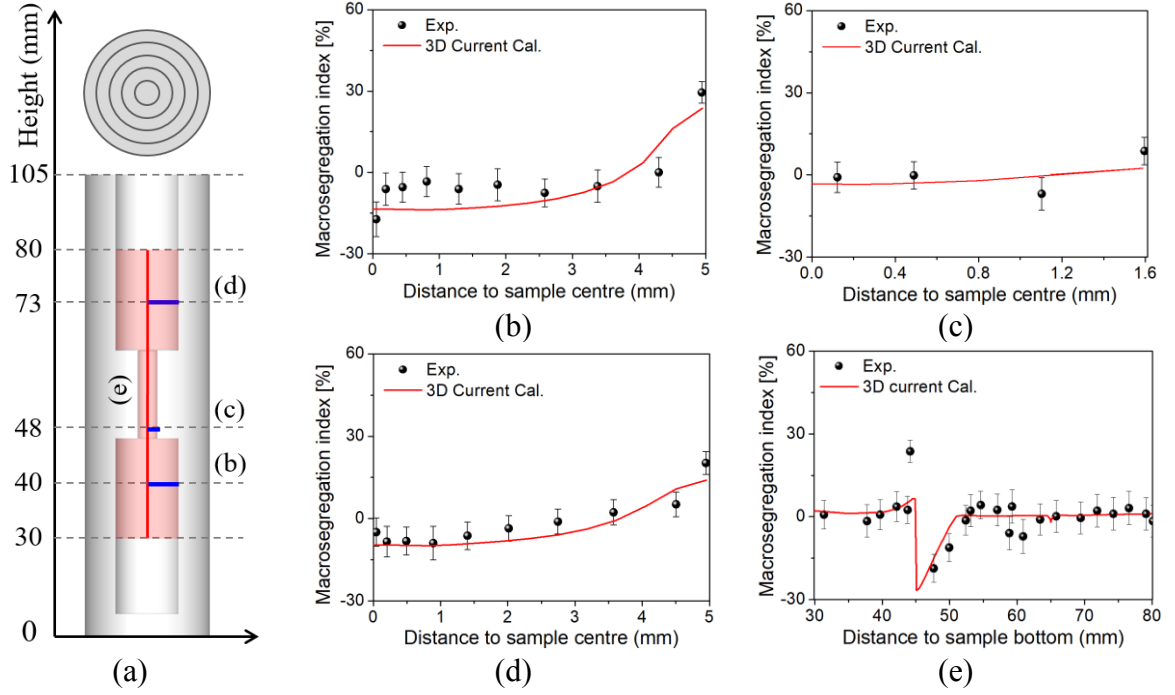 Height (mm)
105
80
73
48
40
30
0
(d)
(e)
(c)
(b)
(a)
Macrosegregation index [%]
60
30
0
-30
Exp.
3D Current Cal.
0 1 2 3 4 5
Distance to sample centre (mm)
(b)
Macrosegregation index [%]
60
30
0
-30
Exp.
3D Current Cal.
0.0 0.4 0.8 1.2 1.6
Distance to sample centre (mm)
(c)
Macrosegregation index [%]
60
30
0
-30
Exp.
3D Current Cal.
0 1 2 3 4 5
Distance to sample centre (mm)
(d)
Macrosegregation index [%]
60
30
0
-30
Exp.
3D current Cal.
30 40 50 60 70 80
Distance to sample bottom (mm)
(e)